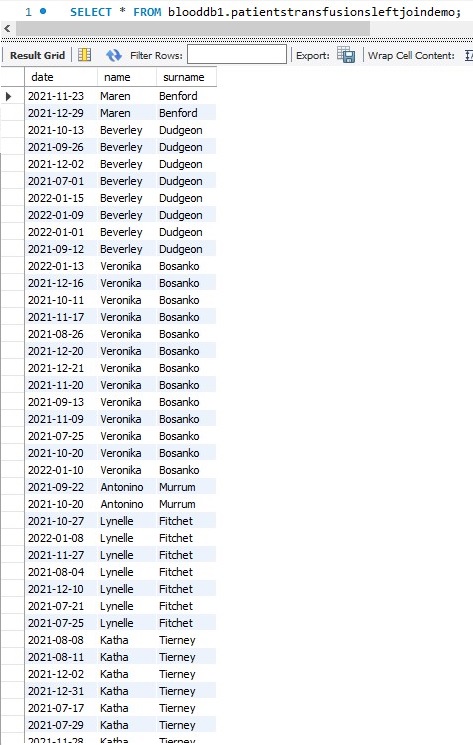 1 SELECT * FROM blooddb1.patientstransfusionsleftjoindemo;
Result Grid Filter Rows: Export: Wrap Cell Content:
date name surname
2021-11-23 Maren Benford
2021-12-29 Maren Benford
2021-10-13 Beverley Dudgeon
2021-09-26 Beverley Dudgeon
2021-12-02 Beverley Dudgeon
2021-07-01 Beverley Dudgeon
2022-01-15 Beverley Dudgeon
2022-01-09 Beverley Dudgeon
2022-01-01 Beverley Dudgeon
2021-09-12 Beverley Dudgeon
2022-01-13 Veronika Bosanko
2021-12-16 Veronika Bosanko
2021-10-11 Veronika Bosanko
2021-11-17 Veronika Bosanko
2021-08-26 Veronika Bosanko
2021-12-20 Veronika Bosanko
2021-12-21 Veronika Bosanko
2021-11-20 Veronika Bosanko
2021-09-13 Veronika Bosanko
2021-11-09 Veronika Bosanko
2021-07-25 Veronika Bosanko
2021-10-20 Veronika Bosanko
2022-01-10 Veronika Bosanko
2021-09-22 Antonino Murrum
2021-10-20 Antonino Murrum
2021-10-27 Lynelle Fitchet
2022-01-08 Lynelle Fitchet
2021-11-27 Lynelle Fitchet
2021-08-04 Lynelle Fitchet
2021-12-10 Lynelle Fitchet
2021-07-21 Lynelle Fitchet
2021-07-25 Lynelle Fitchet
2021-08-08 Katha Tierney
2021-08-11 Katha Tierney
2021-12-02 Katha Tierney
2021-12-31 Katha Tierney
2021-07-17 Katha Tierney
2021-07-29 Katha Tierney
2021-11-28 Katha Tierney